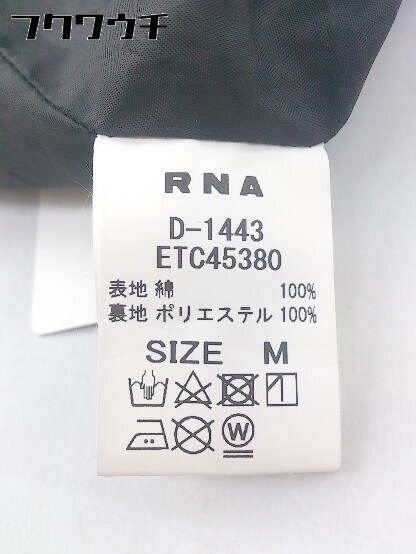 フクウウチ
RNA
D-1443
ETC45380
表地 綿 100%
裏地 ポリエステル 100%
SIZE M
W